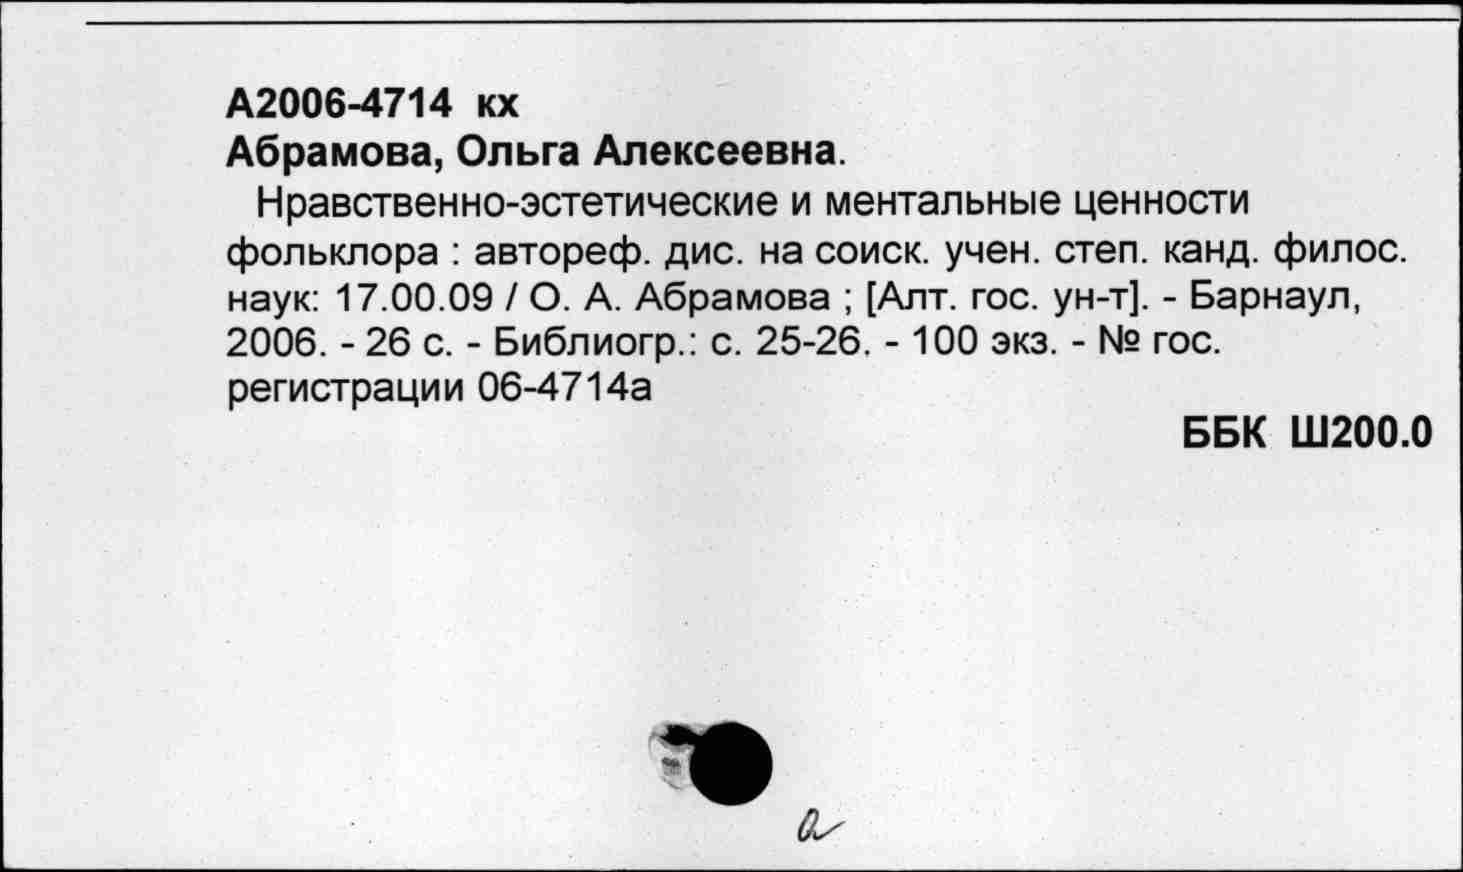 А2006-4714 кх
Абрамова, Ольга Алексеевна.
Нравственно-эстетические и ментальные ценности
фольклора : автореф. дис. на соиск. учен. степ. канд. филос.
наук: 17.00.09 / О. А. Абрамова ; [Алт. гос. ун-т]. - Барнаул,
2006. - 26 с. - Библиогр.: с. 25-26. - 100 экз. - № гос.
регистрации 06-4714а
ББК Ш200.0
а